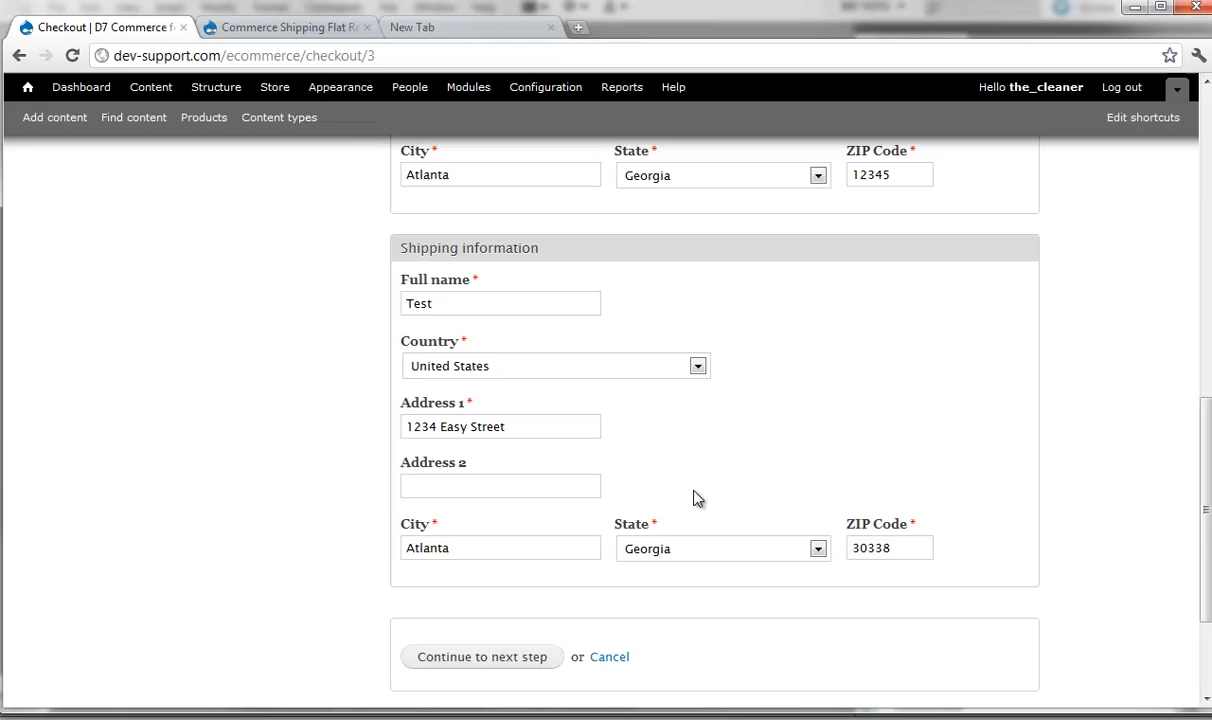 Checkout | D7 Commerce f
Commerce Shipping Flat Ra
New Tab
dev-support.com/ecommerce/checkout/3
Dashboard Content Structure Store Appearance People Modules Configuration Reports Help Hello the_cleaner Log out
Add content Find content Products Content types Edit shortcuts
City * State * ZIP Code *
Atlanta Georgia 12345
Shipping information
Full name *
Test
Country *
United States
Address 1 *
1234 Easy Street
Address 2
City * State * ZIP Code *
Atlanta Georgia 30338
Continue to next step or Cancel